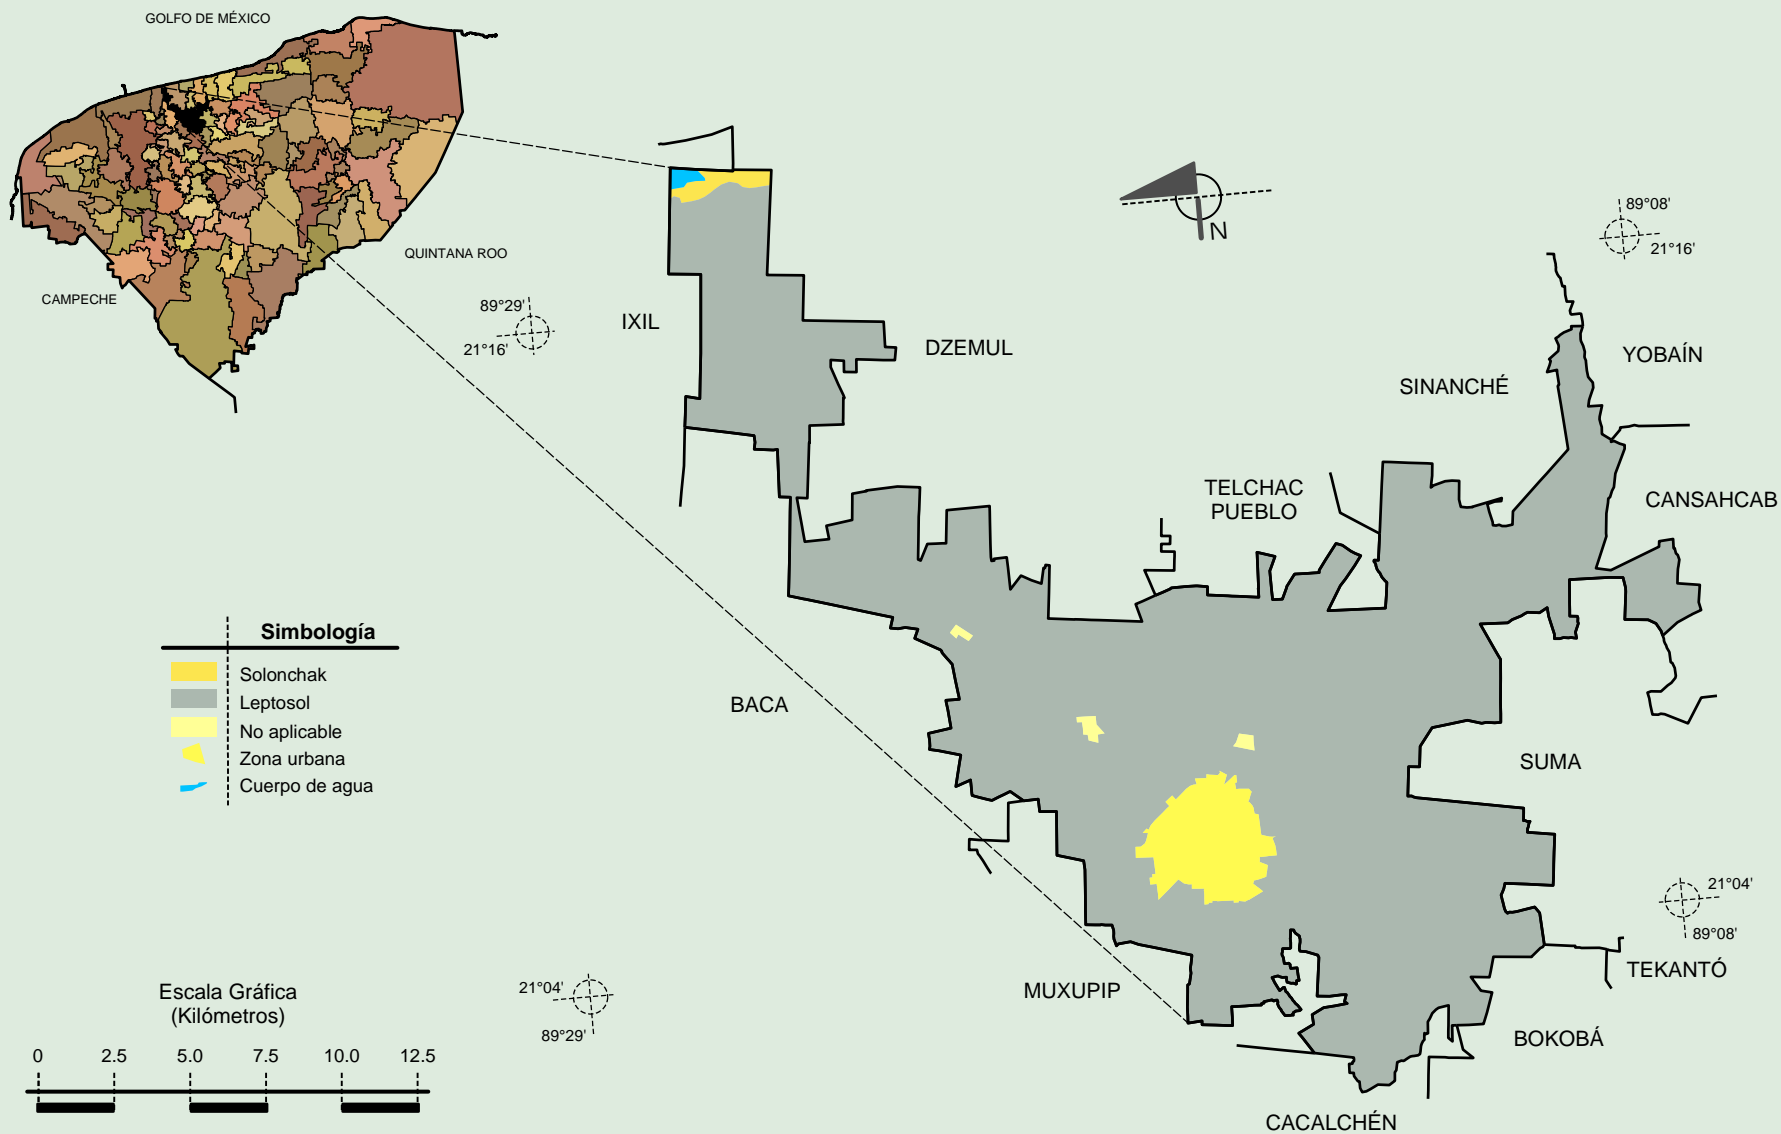 GOLFO DE MÉXICO
QUINTANA ROO
CAMPECHE
89°29'
21°16'
IXIL
DZEMUL
N
89°08'
21°16'
YOBAÍN
SINANCHÉ
TELCHAC
PUEBLO
CANSAHCAB
BACA
SUMA
Simbología
Solonchak
Leptosol
No aplicable
Zona urbana
Cuerpo de agua
21°04'
89°08'
TEKANTÓ
MUXUPIP
BOKOBÁ
CACALCHÉN
21°04'
89°29'
Escala Gráfica
(Kilómetros)
0 2.5 5.0 7.5 10.0 12.5